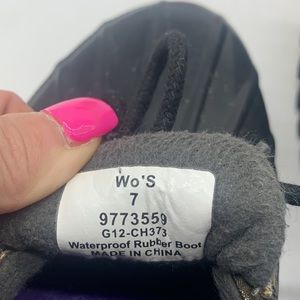 Wo'S
7
9773559
G12-CH373
Waterproof Rubber Boot
MADE IN CHINA